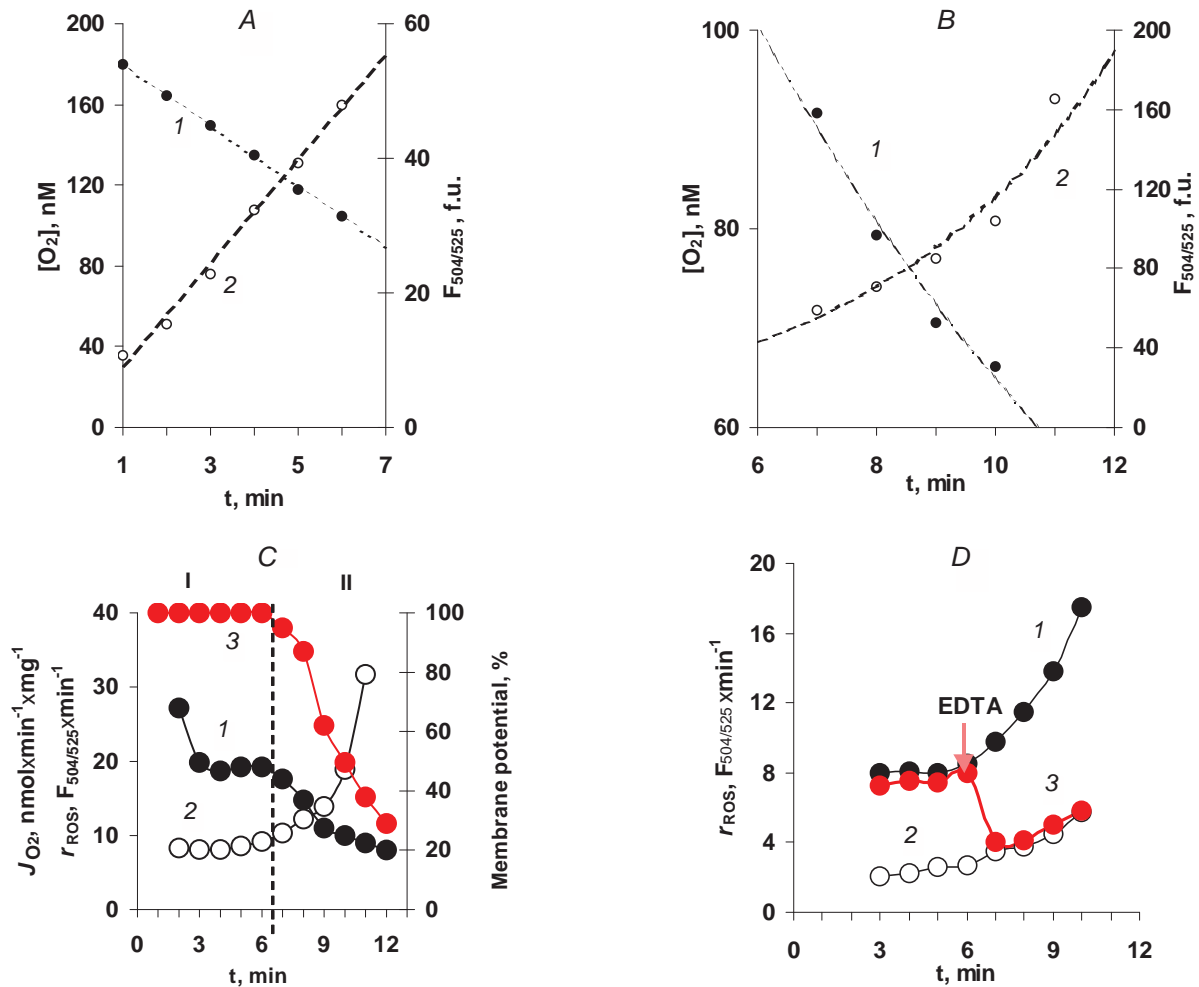 A
200
160
120
80
40
0
[O₂], nM
60
40
20
0
F₅₀₄/₅₂₅ , f.u.
1
2
1 3 5 7
t, min
B
100
80
60
[O₂], nM
200
160
120
80
40
0
F₅₀₄/₅₂₅ , f.u.
1
2
6 8 10 12
t, min
C
I II
40
30
20
10
0
J O₂, nmolxmin⁻¹xmg⁻¹
r ROS, F₅₀₄/₅₂₅xmin⁻¹
100
80
60
40
20
0
Membrane potential, %
3
1
2
0 3 6 9 12
t, min
D
20
16
12
8
4
0
r ROS, F₅₀₄/₅₂₅ xmin⁻¹
1
EDTA
3
2
0 3 6 9 12
t, min